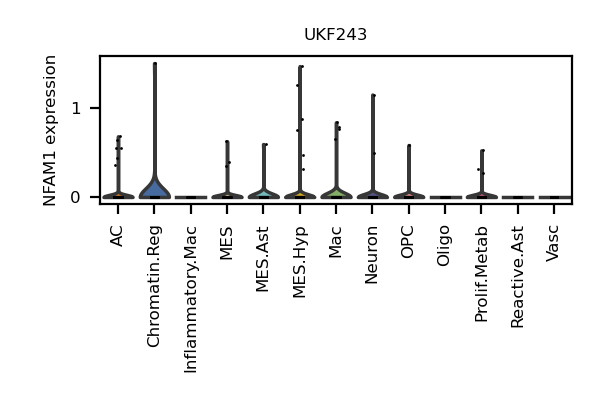 UKF243
NFAM1 expression
1
0
AC
Chromatin.Reg
Inflammatory.Mac
MES
MES.Ast
MES.Hyp
Mac
Neuron
OPC
Oligo
Prolif.Metab
Reactive.Ast
Vasc